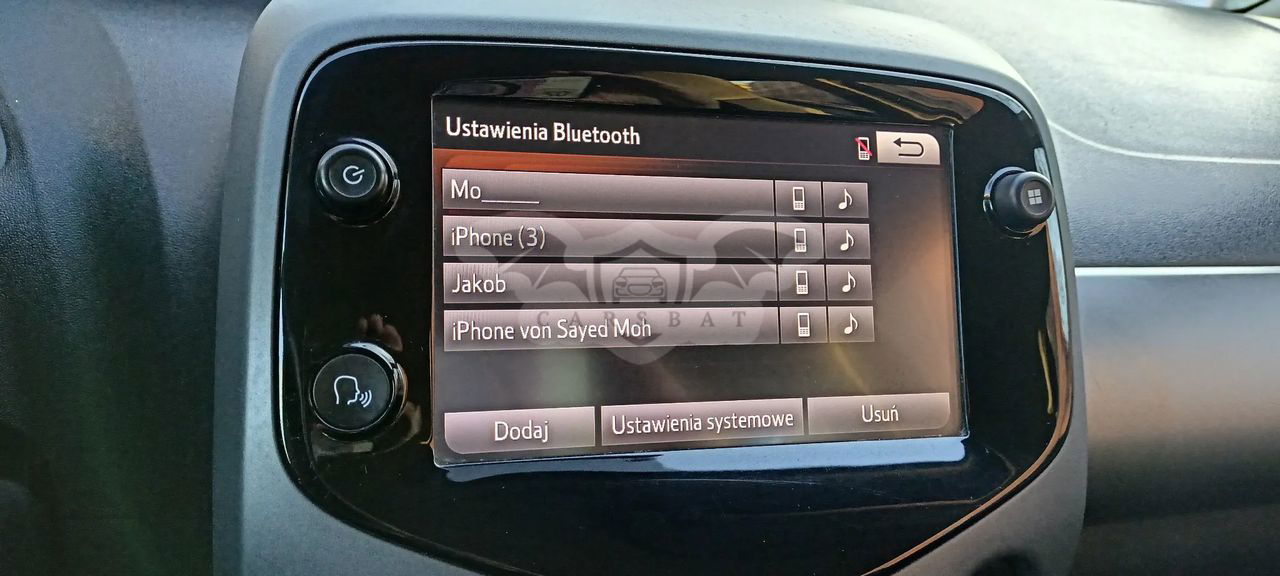 Ustawienia Bluetooth
Mo_____
iPhone (3)
Jakob
iPhone von Sayed Moh
CARSBAT
Dodaj
Ustawienia systemowe
Usuń